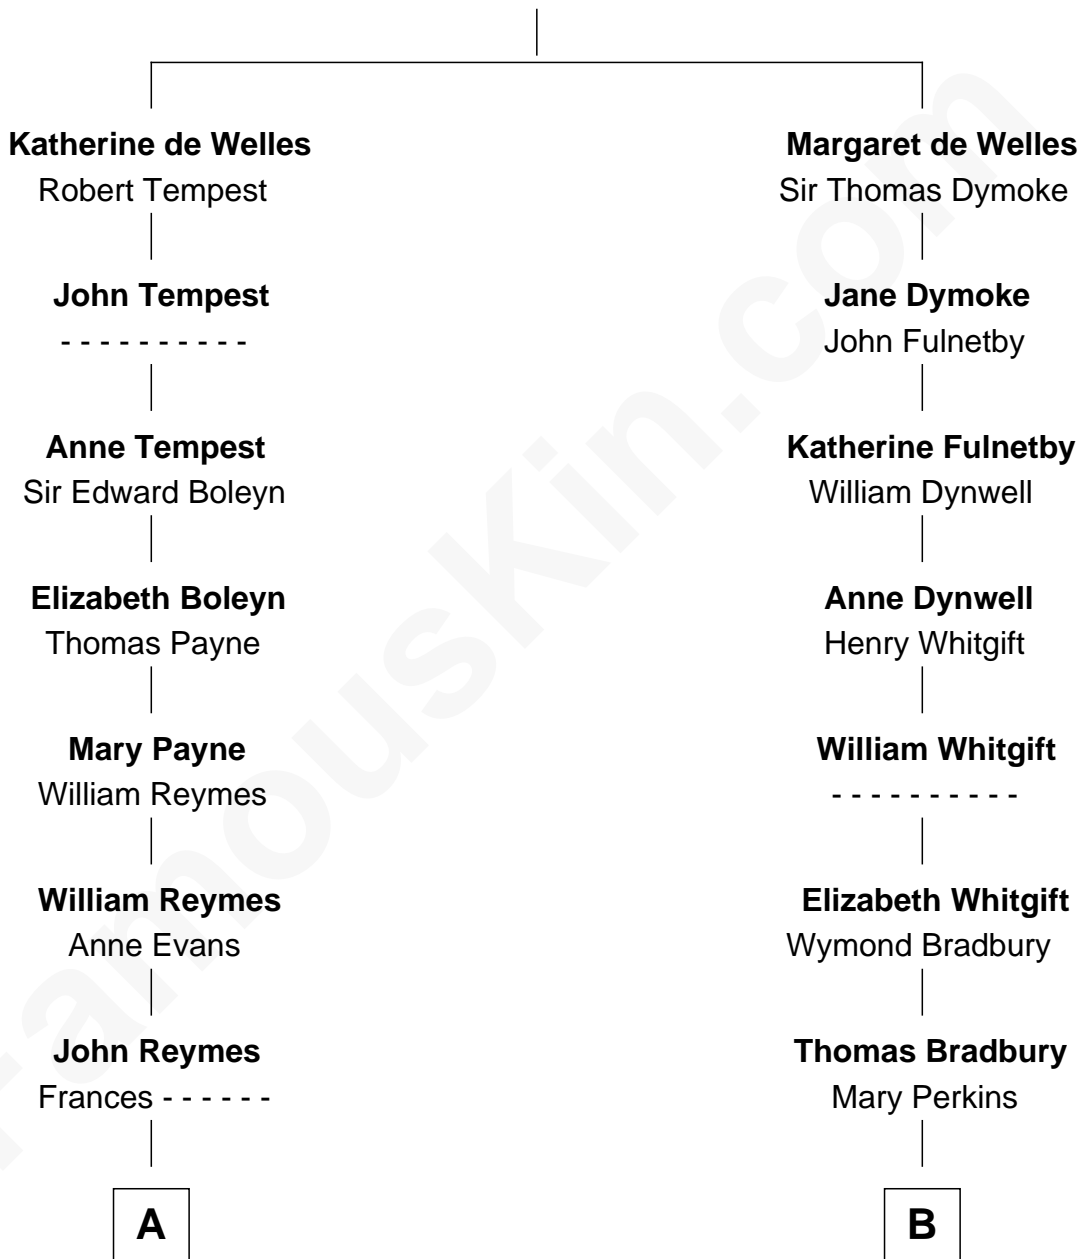 Katherine de Welles
Robert Tempest
John Tempest
- - - - - - - - - -
Anne Tempest
Sir Edward Boleyn
Elizabeth Boleyn
Thomas Payne
Mary Payne
William Reymes
William Reymes
Anne Evans
John Reymes
Frances - - - - - -
A
Margaret de Welles
Sir Thomas Dymoke
Jane Dymoke
John Fulnetby
Katherine Fulnetby
William Dynwell
Anne Dynwell
Henry Whitgift
William Whitgift
- - - - - - - - - -
Elizabeth Whitgift
Wymond Bradbury
Thomas Bradbury
Mary Perkins
B
FamousKin.com